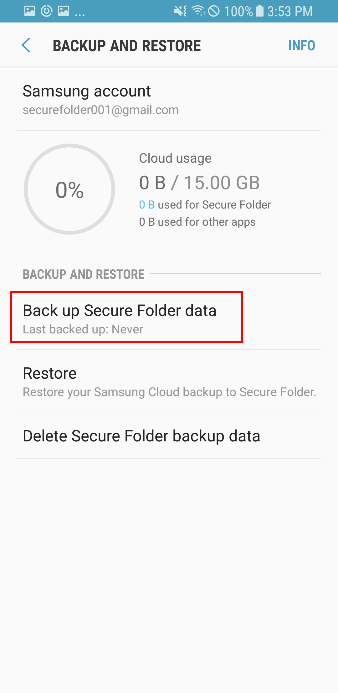 ... 100% 3:53 PM
BACKUP AND RESTORE INFO
Samsung account
securefolder001@gmail.com
Cloud usage
0% 0 B / 15.00 GB
0 B used for Secure Folder
0 B used for other apps
BACKUP AND RESTORE
Back up Secure Folder data
Last backed up: Never
Restore
Restore your Samsung Cloud backup to Secure Folder.
Delete Secure Folder backup data